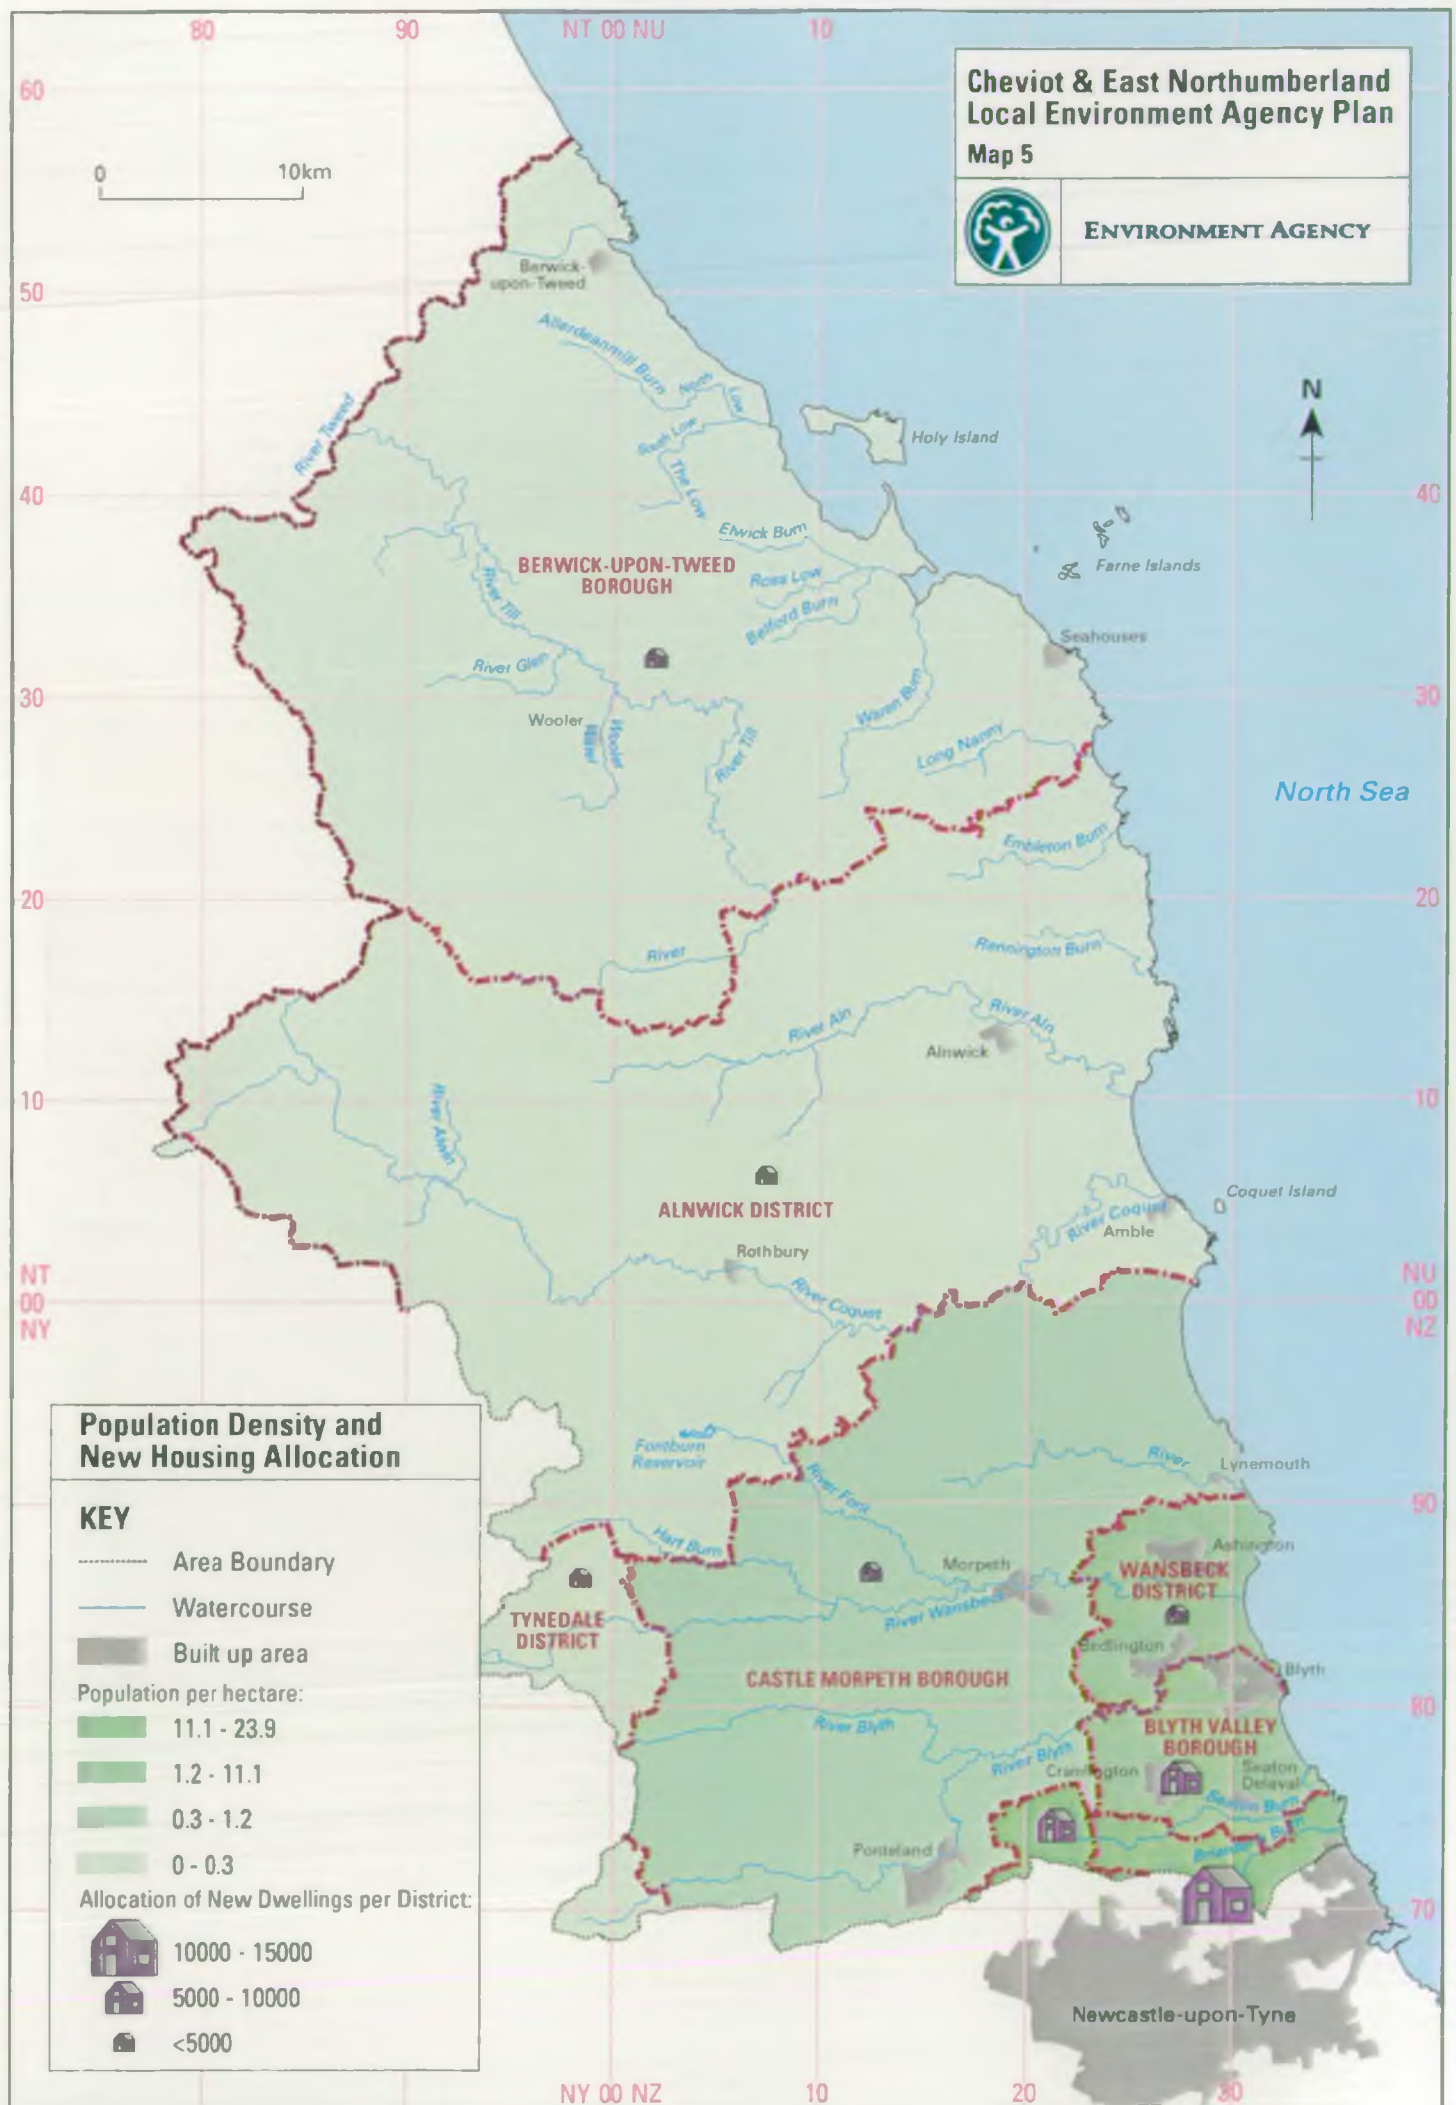 80 90 NT 00 NU 10
60
50
40
30
20
10
NT
00
NY
40
30
20
10
NU
00
NZ
90
80
70
NY 00 NZ 10 20 30
Cheviot & East Northumberland
Local Environment Agency Plan
Map 5
ENVIRONMENT AGENCY
0 10km
N
Berwick-
upon-Tweed
Allerdeanmill Burn
North
Low
South Low
The Low
River Tweed
Holy Island
Elwick Burn
BERWICK-UPON-TWEED
BOROUGH
Ross Low
Belford Burn
Farne Islands
River Till
Seahouses
River Glen
Wooler
Wooler
Water
River Till
Waren Burn
Long Nanny
North Sea
Embleton Burn
River
Rennington Burn
River Aln
River Aln
Alnwick
River Alwin
ALNWICK DISTRICT
Coquet Island
River Coquet
Amble
Rothbury
River Coquet
Fontburn
Reservoir
River Font
River
Lynemouth
Hart Burn
Ashington
Morpeth
WANSBECK
DISTRICT
TYNEDALE
DISTRICT
River Wansbeck
Bedlington
Blyth
CASTLE MORPETH BOROUGH
River Blyth
River Blyth
BLYTH VALLEY
BOROUGH
Cramlington
Seaton
Delaval
Seaton Burn
Burn
Ponteland
Newcastle-upon-Tyne
Population Density and
New Housing Allocation
KEY
Area Boundary
Watercourse
Built up area
Population per hectare:
11.1 - 23.9
1.2 - 11.1
0.3 - 1.2
0 - 0.3
Allocation of New Dwellings per District:
10000 - 15000
5000 - 10000
<5000